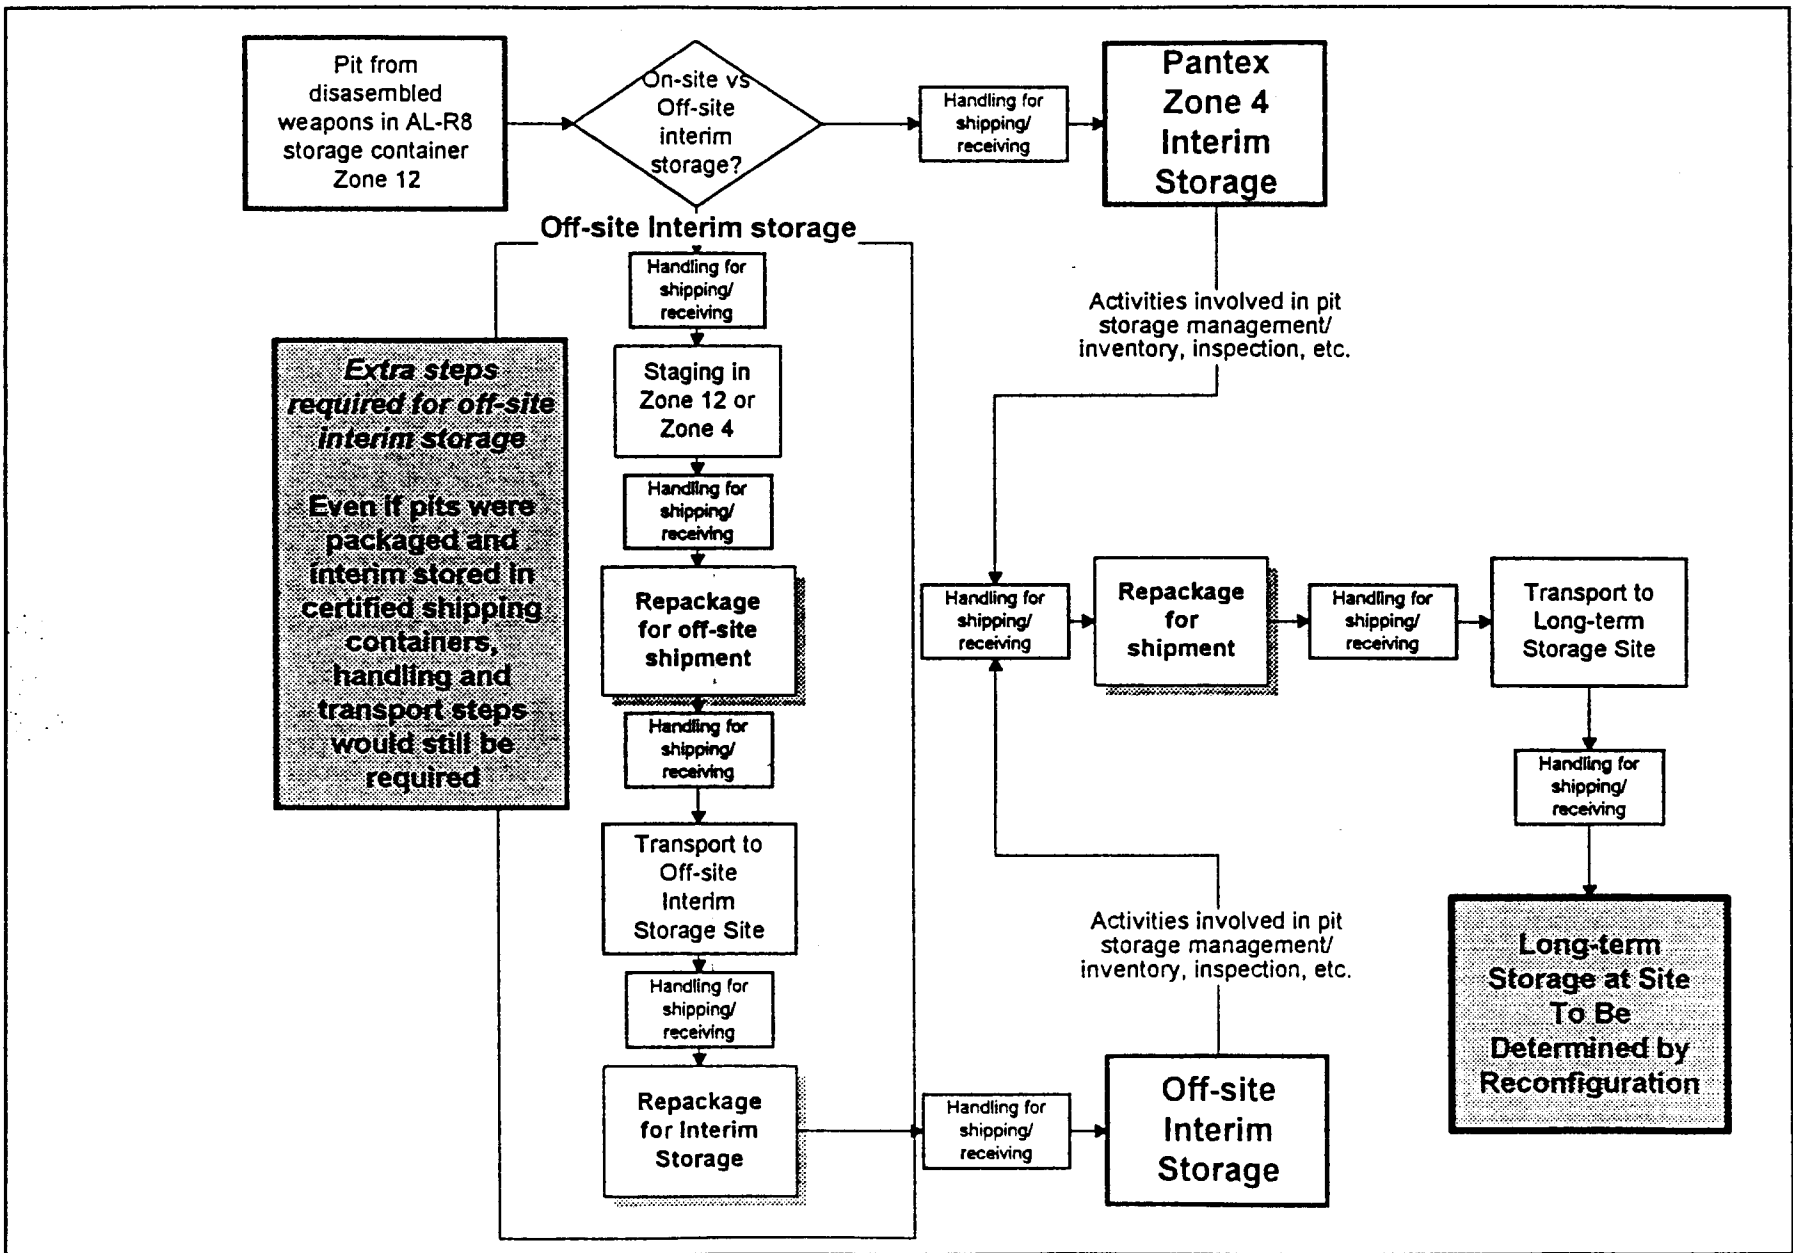 Pit from
disasembled
weapons in AL-R8
storage container
Zone 12
On-site vs
Off-site
interim
storage?
Handling for
shipping/
receiving
Pantex
Zone 4
Interim
Storage
Off-site Interim storage
Handling for
shipping/
receiving
Activities involved in pit
storage management/
inventory, inspection, etc.
Extra steps
required for off-site
interim storage
Even if pits were
packaged and
interim stored in
certified shipping
containers,
handling and
transport steps
would still be
required
Staging in
Zone 12 or
Zone 4
Handling for
shipping/
receiving
Repackage
for off-site
shipment
Handling for
shipping/
receiving
Transport to
Off-site
Interim
Storage Site
Handling for
shipping/
receiving
Repackage
for Interim
Storage
Handling for
shipping/
receiving
Off-site
Interim
Storage
Activities involved in pit
storage management/
inventory, inspection, etc.
Handling for
shipping/
receiving
Repackage
for
shipment
Handling for
shipping/
receiving
Transport to
Long-term
Storage Site
Handling for
shipping/
receiving
Long-term
Storage at Site
To Be
Determined by
Reconfiguration